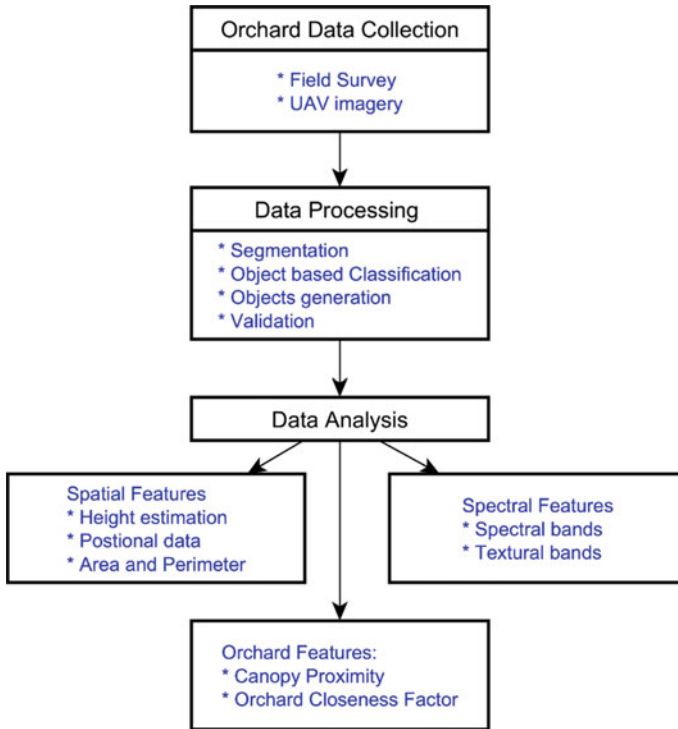 Orchard Data Collection
* Field Survey
* UAV imagery
Data Processing
* Segmentation
* Object based Classification
* Objects generation
* Validation
Data Analysis
Spatial Features
* Height estimation
* Postional data
* Area and Perimeter
Spectral Features
* Spectral bands
* Textural bands
Orchard Features:
* Canopy Proximity
* Orchard Closeness Factor